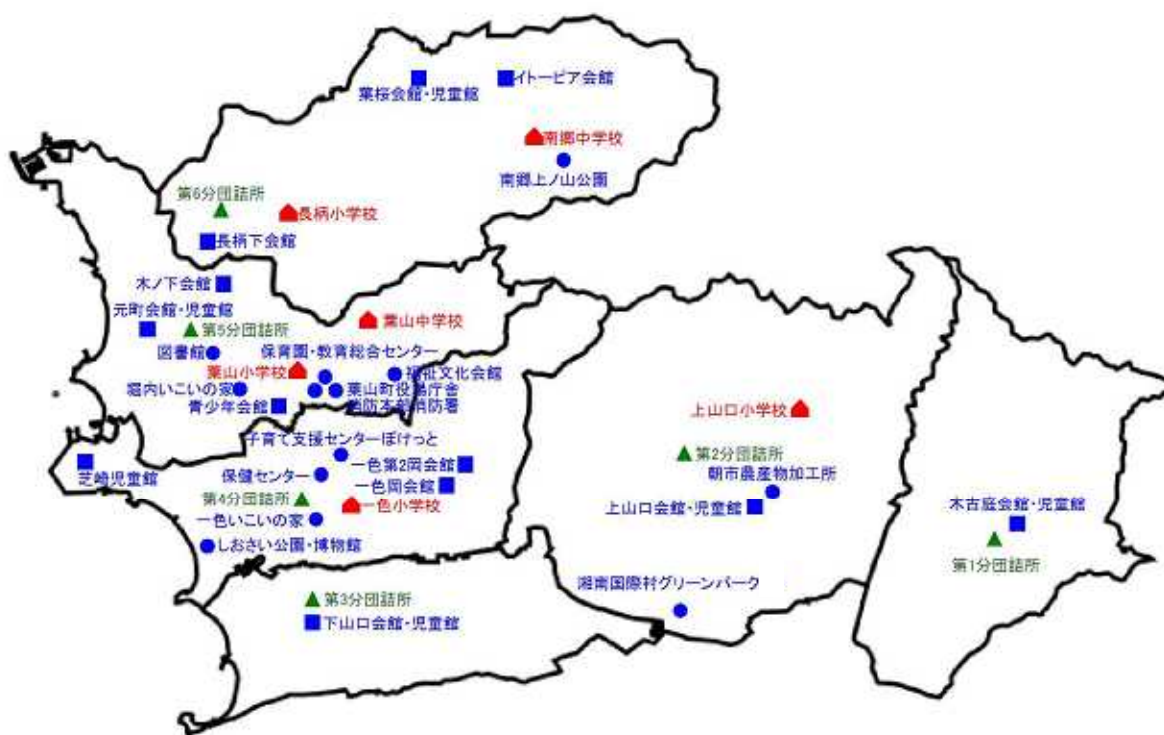 葉桜会館・児童館
イトーピア会館
南郷中学校
南郷上ノ山公園
第6分団詰所
長柄小学校
長柄下会館
木ノ下会館
元町会館・児童館
第5分団詰所
葉山中学校
図書館
保育園・教育総合センター
葉山小学校
福祉文化会館
堀内いこいの家
葉山町役場庁舎
青少年会館
消防本部消防署
上山口小学校
子育て支援センターぽけっと
芝崎児童館
保健センター
一色第2岡会館
第2分団詰所
一色岡会館
朝市農産物加工所
第4分団詰所
一色小学校
上山口会館・児童館
木古庭会館・児童館
一色いこいの家
しおさい公園・博物館
第1分団詰所
湘南国際村グリーンパーク
第3分団詰所
下山口会館・児童館